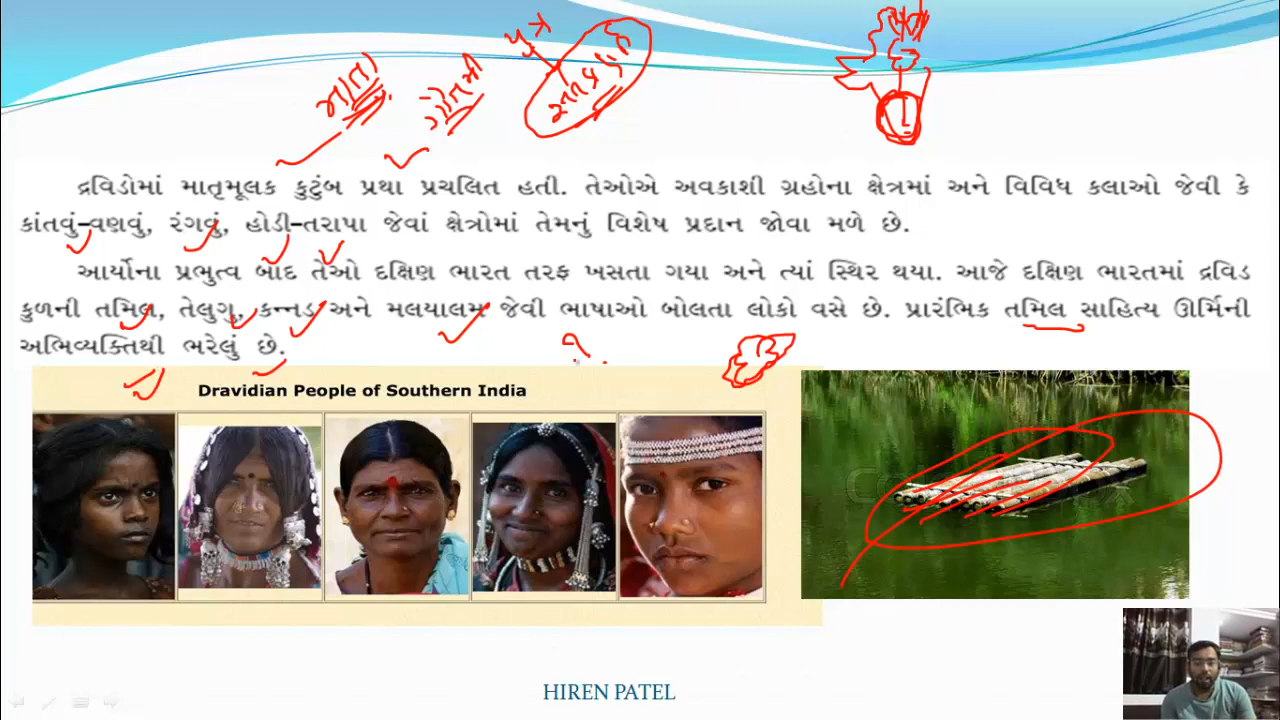 માતા
ગૌતમી
પુત્ર
સાતકર્ણી
દ્રવિડોમાં માતૃમૂલક કુટુંબ પ્રથા પ્રચલિત હતી. તેઓએ અવકાશી ગ્રહોના ક્ષેત્રમાં અને વિવિધ કલાઓ જેવી કે
કાંતવું-વણવું, રંગવું, હોડી-તરાપા જેવાં ક્ષેત્રોમાં તેમનું વિશેષ પ્રદાન જોવા મળે છે.
આર્યોના પ્રભુત્વ બાદ તેઓ દક્ષિણ ભારત તરફ ખસતા ગયા અને ત્યાં સ્થિર થયા. આજે દક્ષિણ ભારતમાં દ્રવિડ
કુળની તમિલ, તેલુગુ, કન્નડ અને મલયાલમ જેવી ભાષાઓ બોલતા લોકો વસે છે. પ્રારંભિક તમિલ સાહિત્ય ઊર્મિની
અભિવ્યક્તિથી ભરેલું છે.
Dravidian People of Southern India
HIREN PATEL